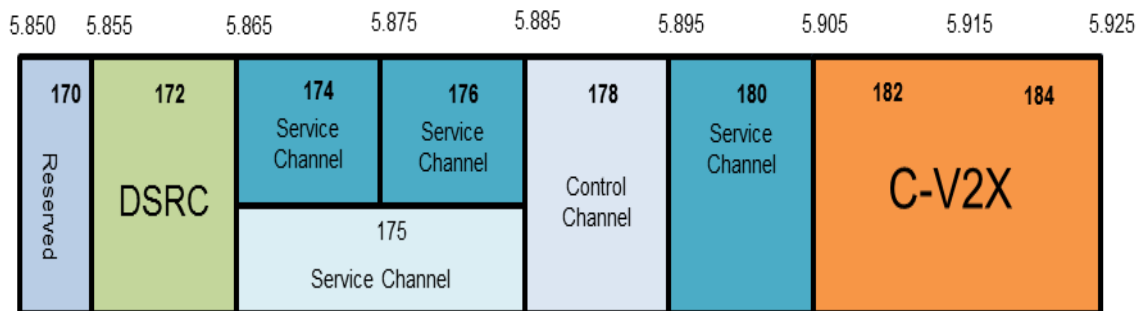 5.850 5.855 5.865 5.875 5.885 5.895 5.905 5.915 5.925
170 172 174 176 178 180 182 184
Reserved
DSRC
Service
Channel
Service
Channel
Control
Channel
Service
Channel
C-V2X
175
Service Channel